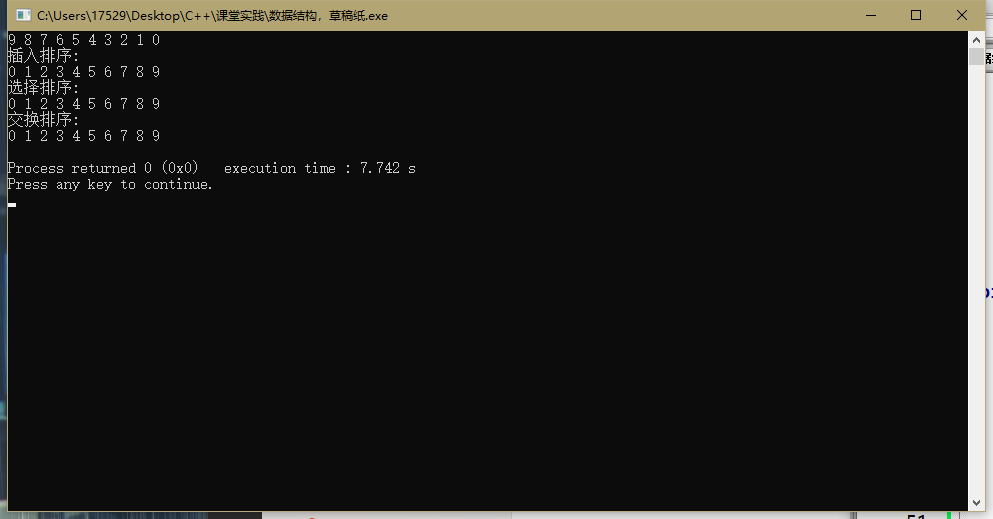 C:\Users\17529\Desktop\C++\课堂实践\数据结构，草稿纸.exe
9 8 7 6 5 4 3 2 1 0
插入排序:
0 1 2 3 4 5 6 7 8 9
选择排序:
0 1 2 3 4 5 6 7 8 9
交换排序:
0 1 2 3 4 5 6 7 8 9
Process returned 0 (0x0)   execution time : 7.742 s
Press any key to continue.